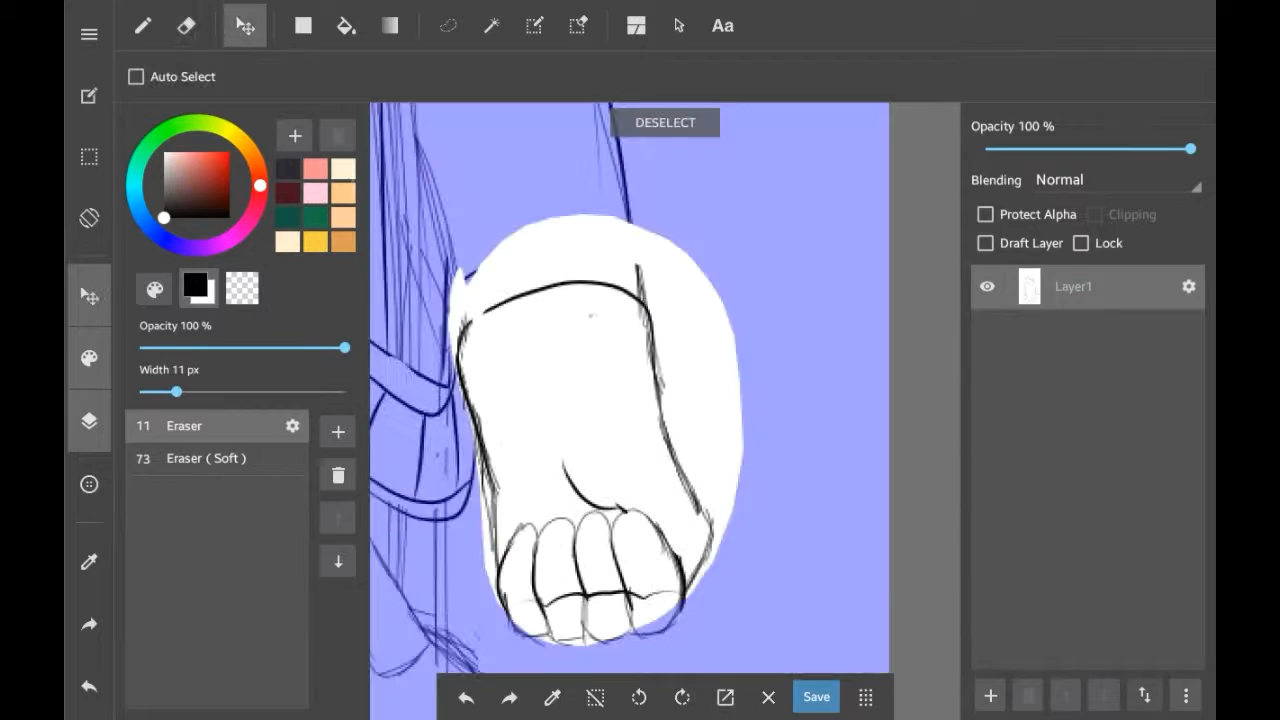 Aa
Auto Select
DESELECT
Opacity 100 %
Width 11 px
11 Eraser
73 Eraser ( Soft )
Opacity 100 %
Blending Normal
Protect Alpha Clipping
Draft Layer Lock
Layer1
Save